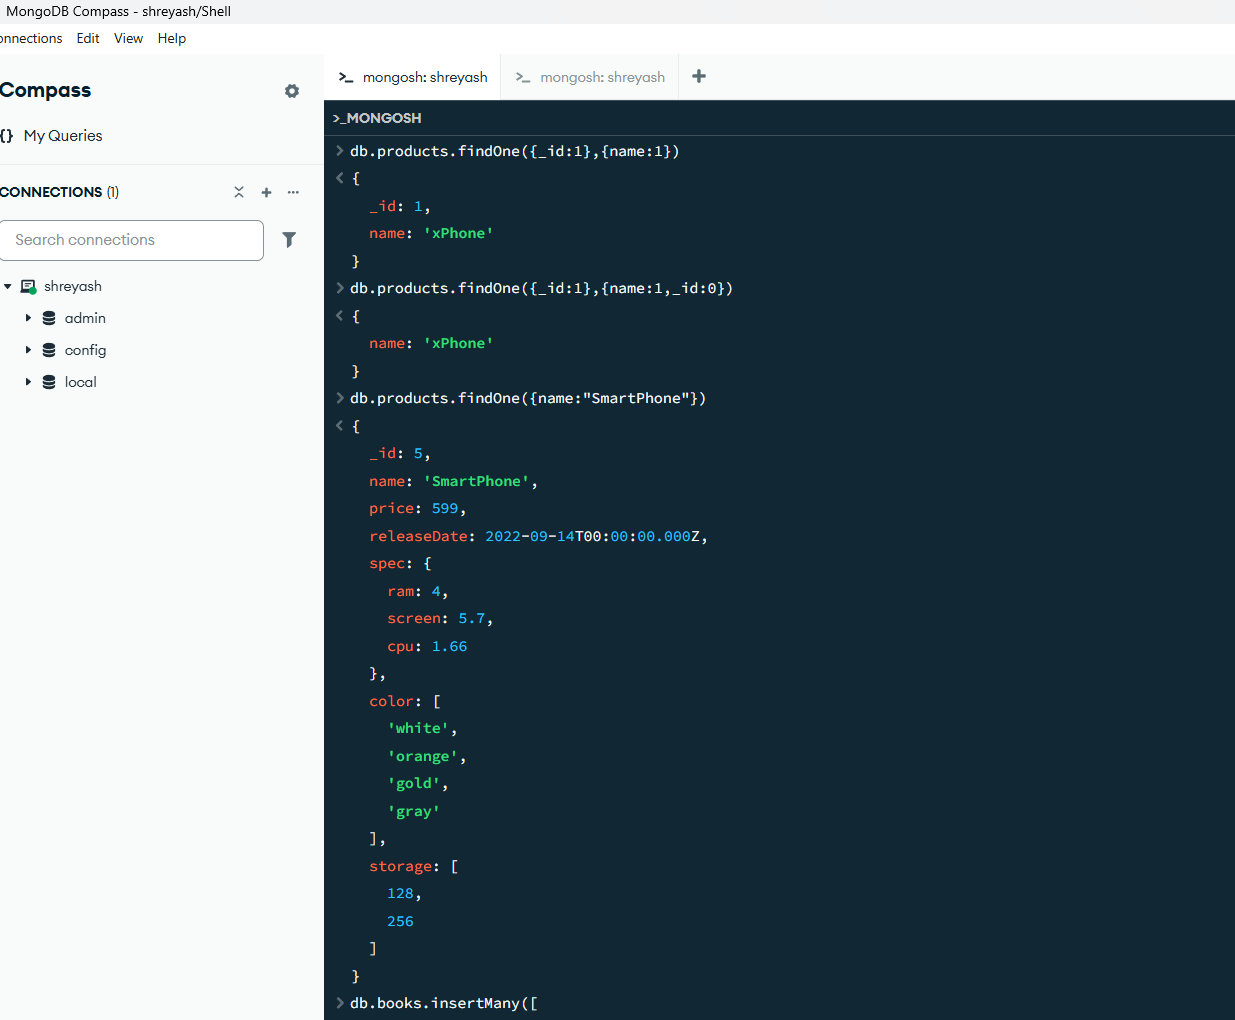 MongoDB Compass - shreyash/Shell
onnections Edit View Help
Compass
{} My Queries
CONNECTIONS (1)
Search connections
shreyash
admin
config
local
>_ mongosh: shreyash
>_ mongosh: shreyash
>_MONGOSH
> db.products.findOne({_id:1},{name:1})
< {
_id: 1,
name: 'xPhone'
}
> db.products.findOne({_id:1},{name:1,_id:0})
< {
name: 'xPhone'
}
> db.products.findOne({name:"SmartPhone"})
< {
_id: 5,
name: 'SmartPhone',
price: 599,
releaseDate: 2022-09-14T00:00:00.000Z,
spec: {
ram: 4,
screen: 5.7,
cpu: 1.66
},
color: [
'white',
'orange',
'gold',
'gray'
],
storage: [
128,
256
]
}
> db.books.insertMany([